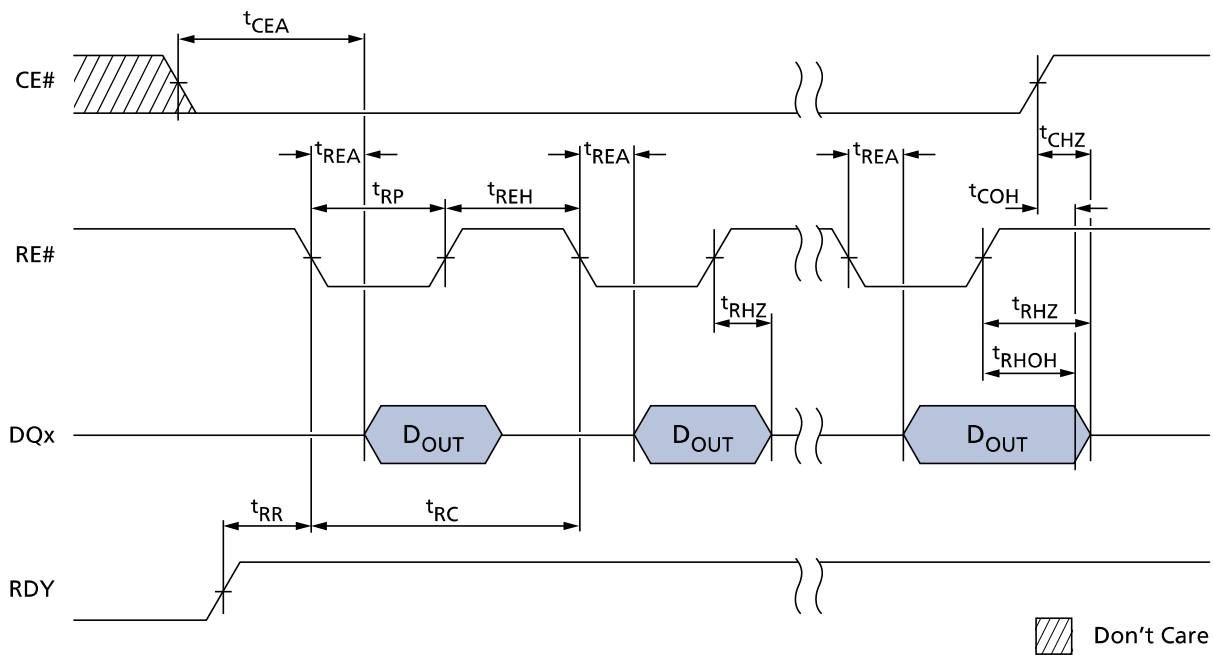 tCEA
CE#
tCHZ
tREA tREA tREA
tRP tREH tCOH
RE#
tRHZ tRHZ
tRHOH
DQx DOUT DOUT DOUT
tRR tRC
RDY
Don't Care